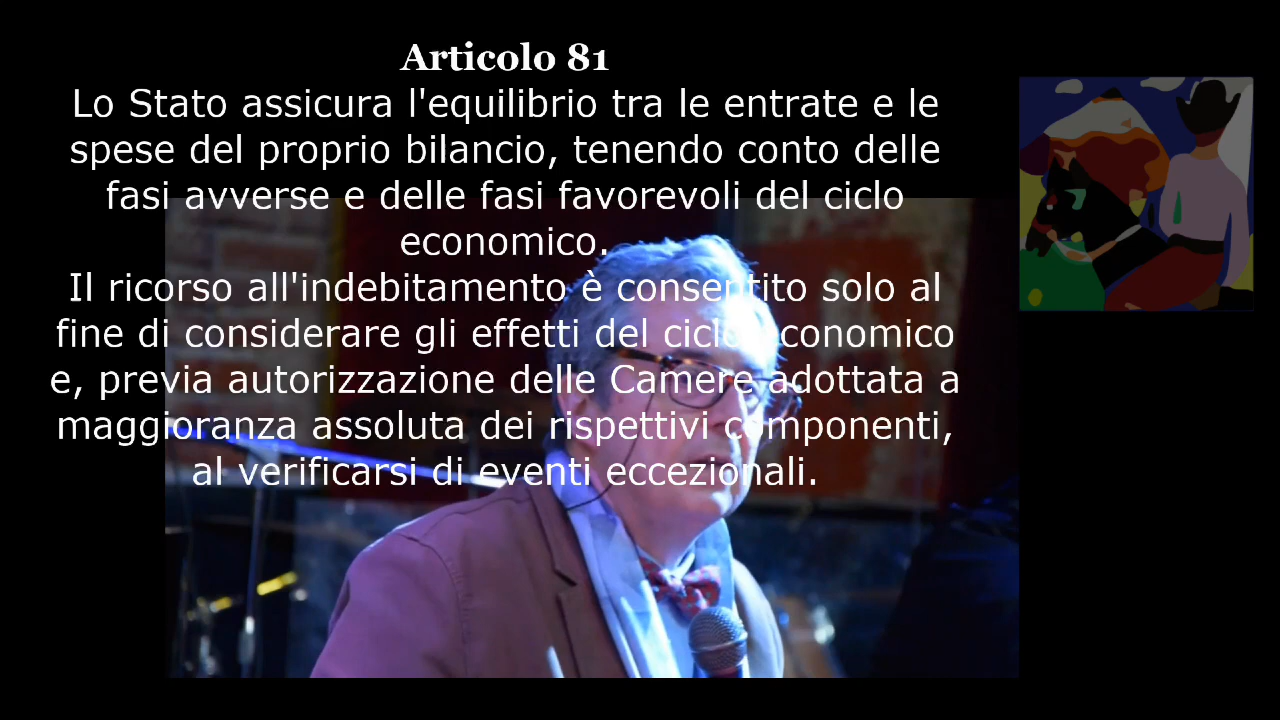 Articolo 81
Lo Stato assicura l'equilibrio tra le entrate e le
spese del proprio bilancio, tenendo conto delle
fasi avverse e delle fasi favorevoli del ciclo
economico.
Il ricorso all'indebitamento è consentito solo al
fine di considerare gli effetti del ciclo economico
e, previa autorizzazione delle Camere adottata a
maggioranza assoluta dei rispettivi componenti,
al verificarsi di eventi eccezionali.